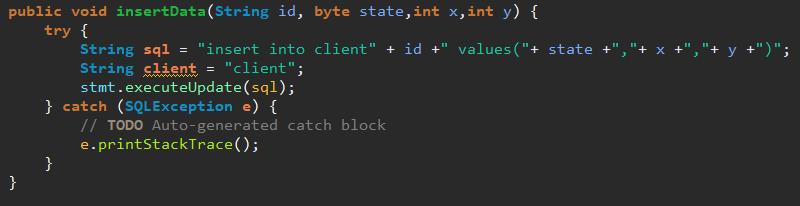 public void insertData(String id, byte state,int x,int y) {
    try {
        String sql = "insert into client" + id +" values("+ state +","+ x +","+ y +")";
        String client = "client";
        stmt.executeUpdate(sql);
    } catch (SQLException e) {
        // TODO Auto-generated catch block
        e.printStackTrace();
    }
}